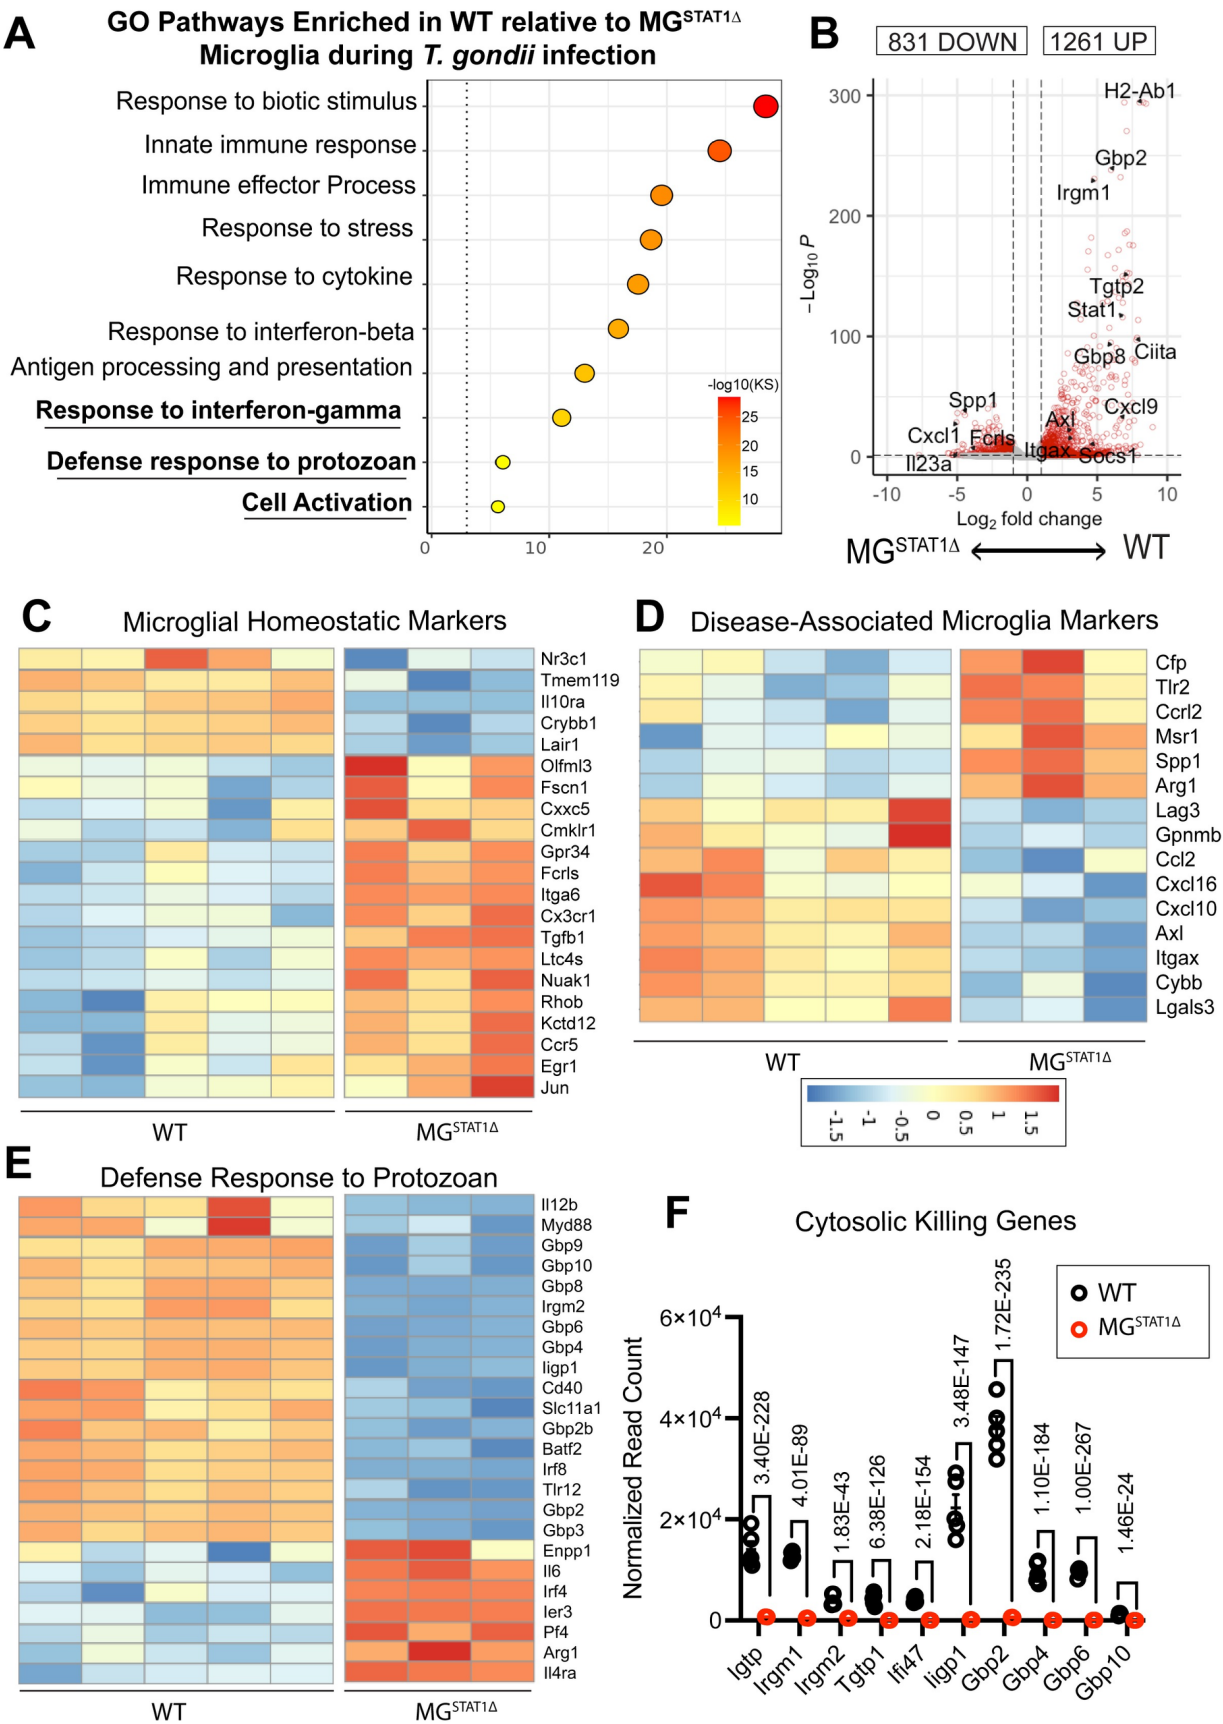 A
GO Pathways Enriched in WT relative to MGSTAT1Δ
Microglia during T. gondii infection
Response to biotic stimulus
Innate immune response
Immune effector Process
Response to stress
Response to cytokine
Response to interferon-beta
Antigen processing and presentation
Response to interferon-gamma
Defense response to protozoan
Cell Activation
-log10(KS)
25
20
15
10
0
10
20
B
831 DOWN
1261 UP
300
200
100
0
-Log10 P
H2-Ab1
Gbp2
Irgm1
Tgtp2
Stat1
Gbp8
Ciita
Spp1
Cxcl9
Axl
Cxcl1
Fcrls
Itgax
Socs1
Il23a
-10
-5
0
5
10
Log2 fold change
MGSTAT1Δ
WT
C
Microglial Homeostatic Markers
Nr3c1
Tmem119
Il10ra
Crybb1
Lair1
Olfml3
Fscn1
Cxxc5
Cmklr1
Gpr34
Fcrls
Itga6
Cx3cr1
Tgfb1
Ltc4s
Nuak1
Rhob
Kctd12
Ccr5
Egr1
Jun
WT
MGSTAT1Δ
D
Disease-Associated Microglia Markers
Cfp
Tlr2
Ccrl2
Msr1
Spp1
Arg1
Lag3
Gpnmb
Ccl2
Cxcl16
Cxcl10
Axl
Itgax
Cybb
Lgals3
WT
MGSTAT1Δ
-1.5
-1
-0.5
0
0.5
1
1.5
E
Defense Response to Protozoan
Il12b
Myd88
Gbp9
Gbp10
Gbp8
Irgm2
Gbp6
Gbp4
Iigp1
Cd40
Slc11a1
Gbp2b
Batf2
Irf8
Tlr12
Gbp2
Gbp3
Enpp1
Il6
Irf4
Ier3
Pf4
Arg1
Il4ra
WT
MGSTAT1Δ
F
Cytosolic Killing Genes
WT
MGSTAT1Δ
Normalized Read Count
6×10⁴
4×10⁴
2×10⁴
0
3.40E-228
4.01E-89
1.83E-43
6.38E-126
2.18E-154
3.48E-147
1.72E-235
1.10E-184
1.00E-267
1.46E-24
Igtp
Irgm1
Irgm2
Tgtp1
Ifi47
Iigp1
Gbp2
Gbp4
Gbp6
Gbp10